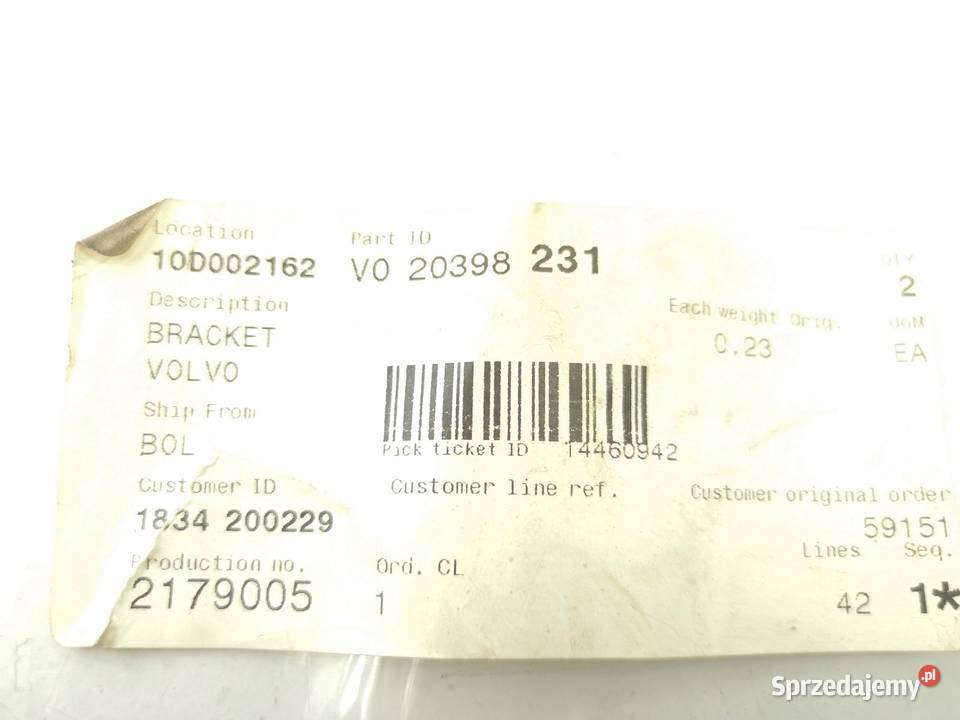 Location Part ID QTY
10D002162 VO 20398 231 2
Description Each weight Orig. UoM
BRACKET 0.23 EA
VOLVO
Ship From
BOL Pick ticket ID 14460942
Customer ID Customer line ref. Customer original order
1834 200229 59151
Production no. Ord. CL Lines Seq.
2179005 1 42 1*
Sprzedajemy.pl